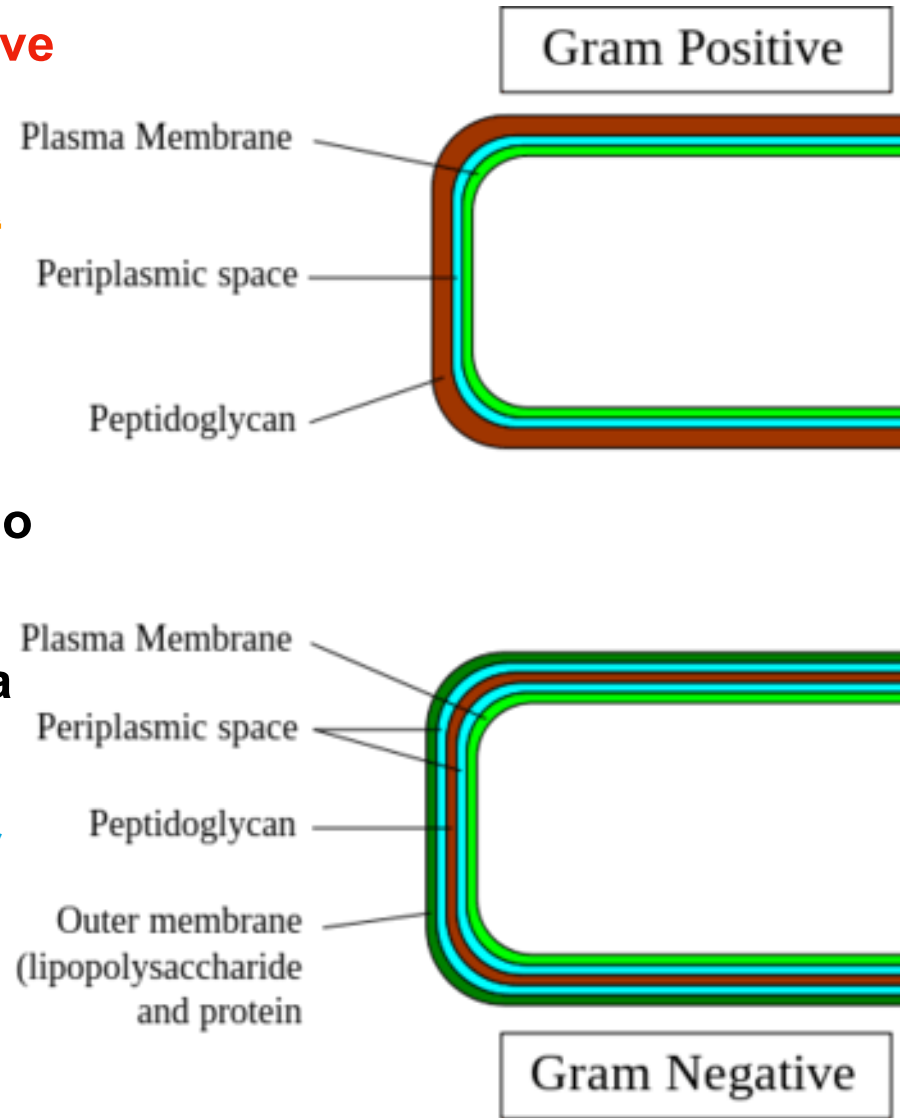 ve
Gram Positive
Plasma Membrane
Periplasmic space
Peptidoglycan
o
Plasma Membrane
a
Periplasmic space
Peptidoglycan
Outer membrane
(lipopolysaccharide
and protein
Gram Negative